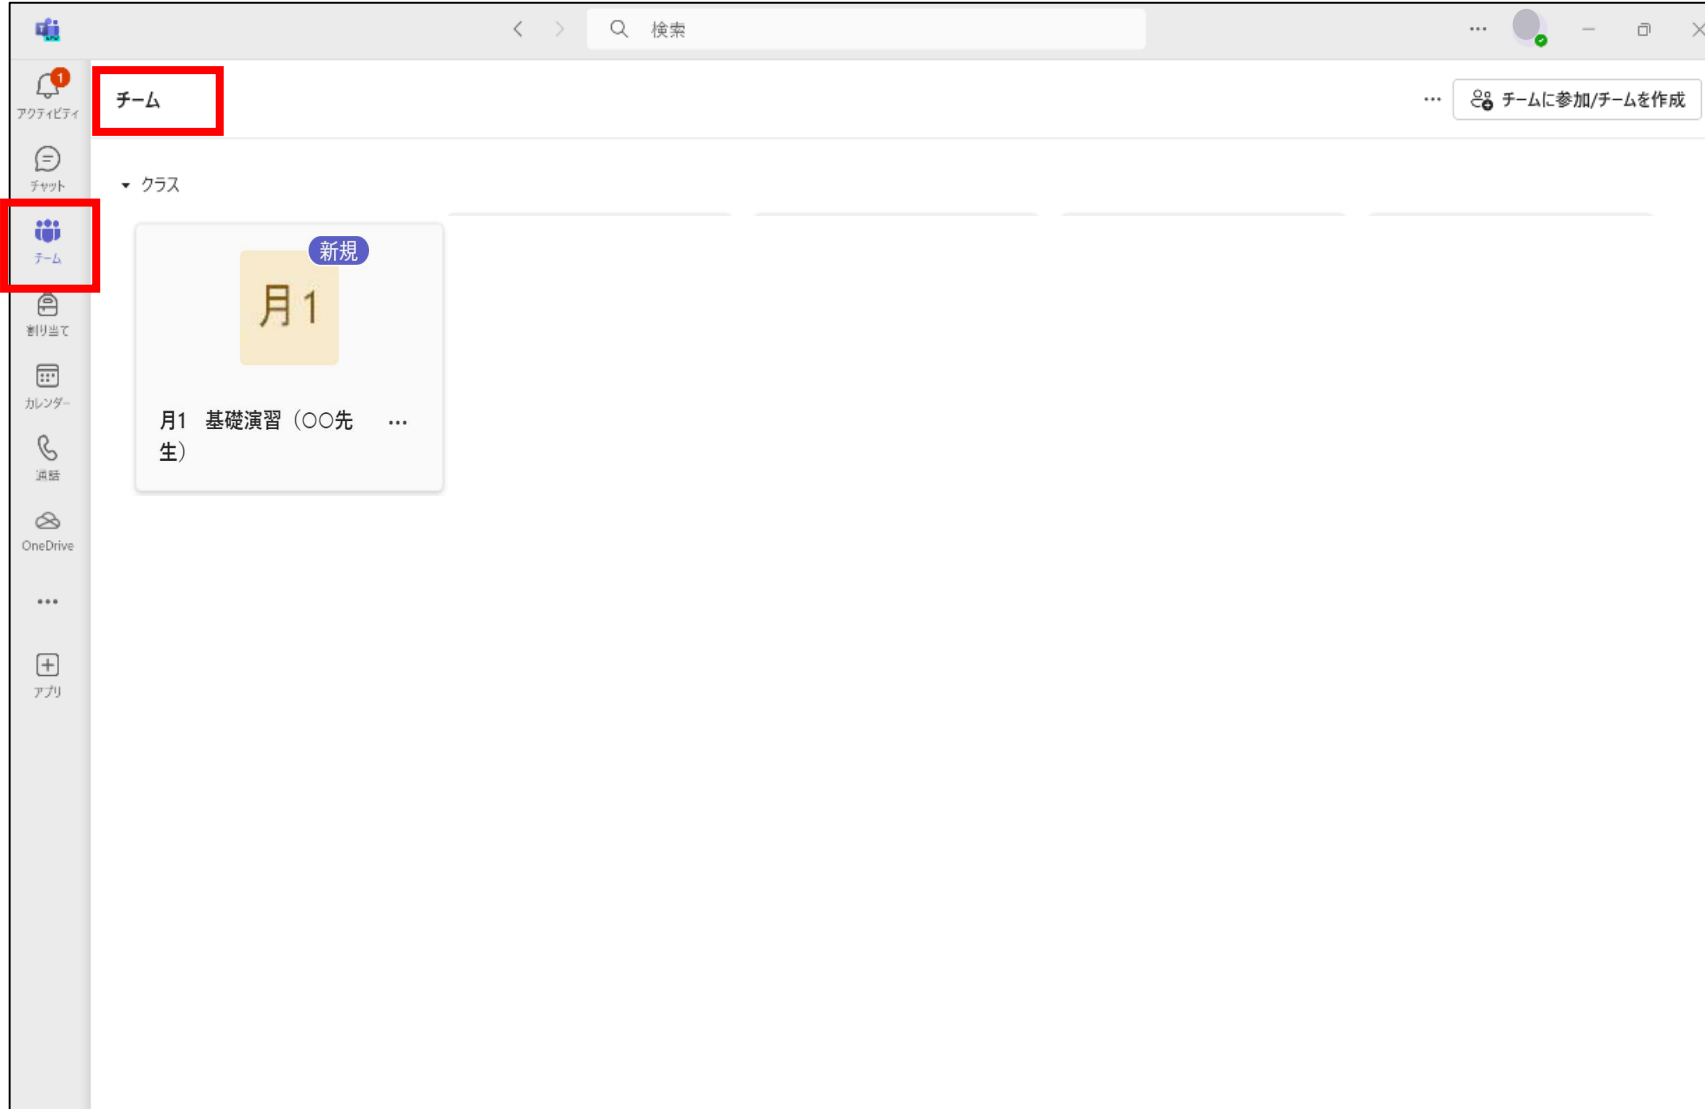 検索
アクティビティ
1
チーム
チームに参加/チームを作成
チャット
クラス
チーム
新規
月1
割り当て
カレンダー
月1　基礎演習（○○先
生）
通話
OneDrive
アプリ